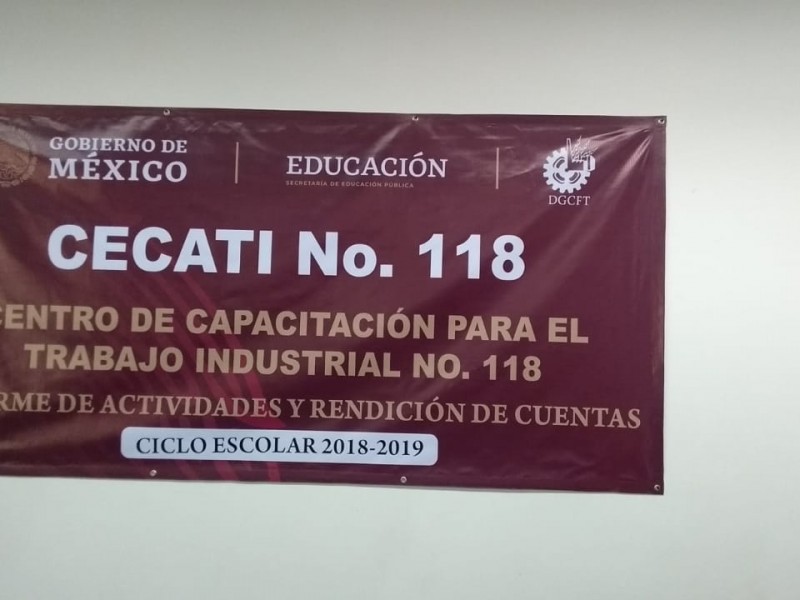 GOBIERNO DE
MÉXICO
EDUCACIÓN
SECRETARÍA DE EDUCACIÓN PÚBLICA
DGCFT
CECATI No. 118
ENTRO DE CAPACITACIÓN PARA EL
TRABAJO INDUSTRIAL NO. 118
RME DE ACTIVIDADES Y RENDICIÓN DE CUENTAS
CICLO ESCOLAR 2018-2019